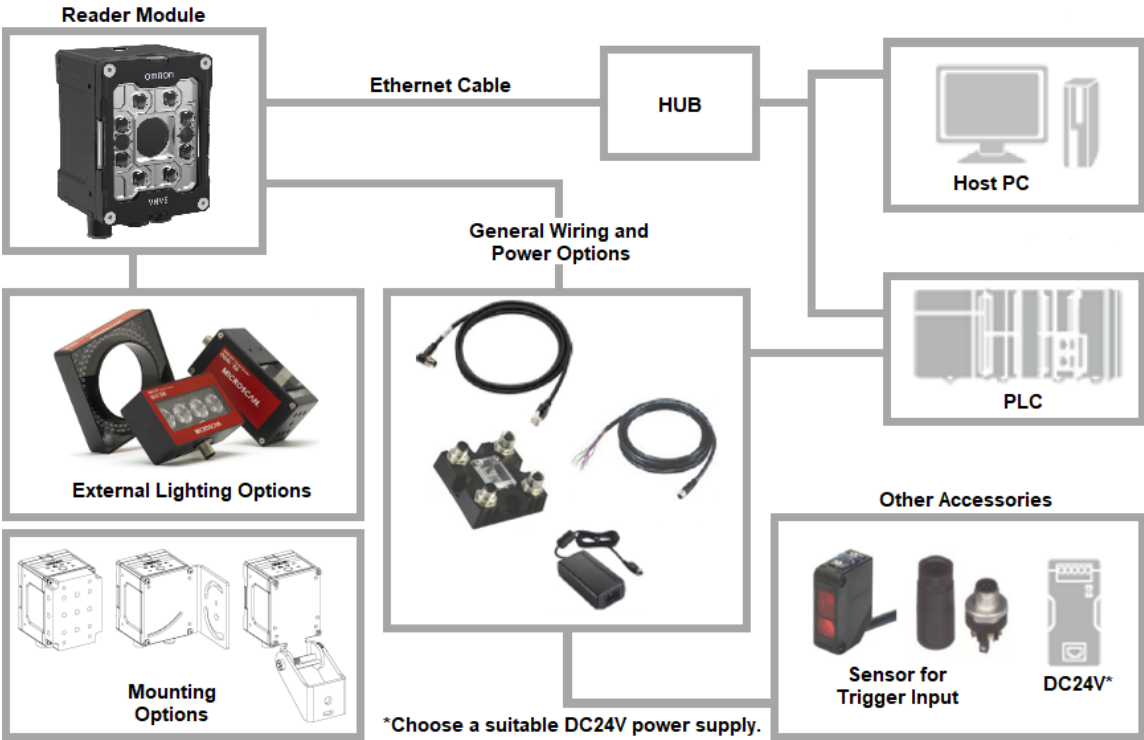 Reader Module
OMRON
VHV5
Ethernet Cable
HUB
Host PC
General Wiring and
Power Options
PLC
MICROSCAN
MICROSCAN
External Lighting Options
Other Accessories
Mounting
Options
Sensor for
Trigger Input
DC24V*
*Choose a suitable DC24V power supply.